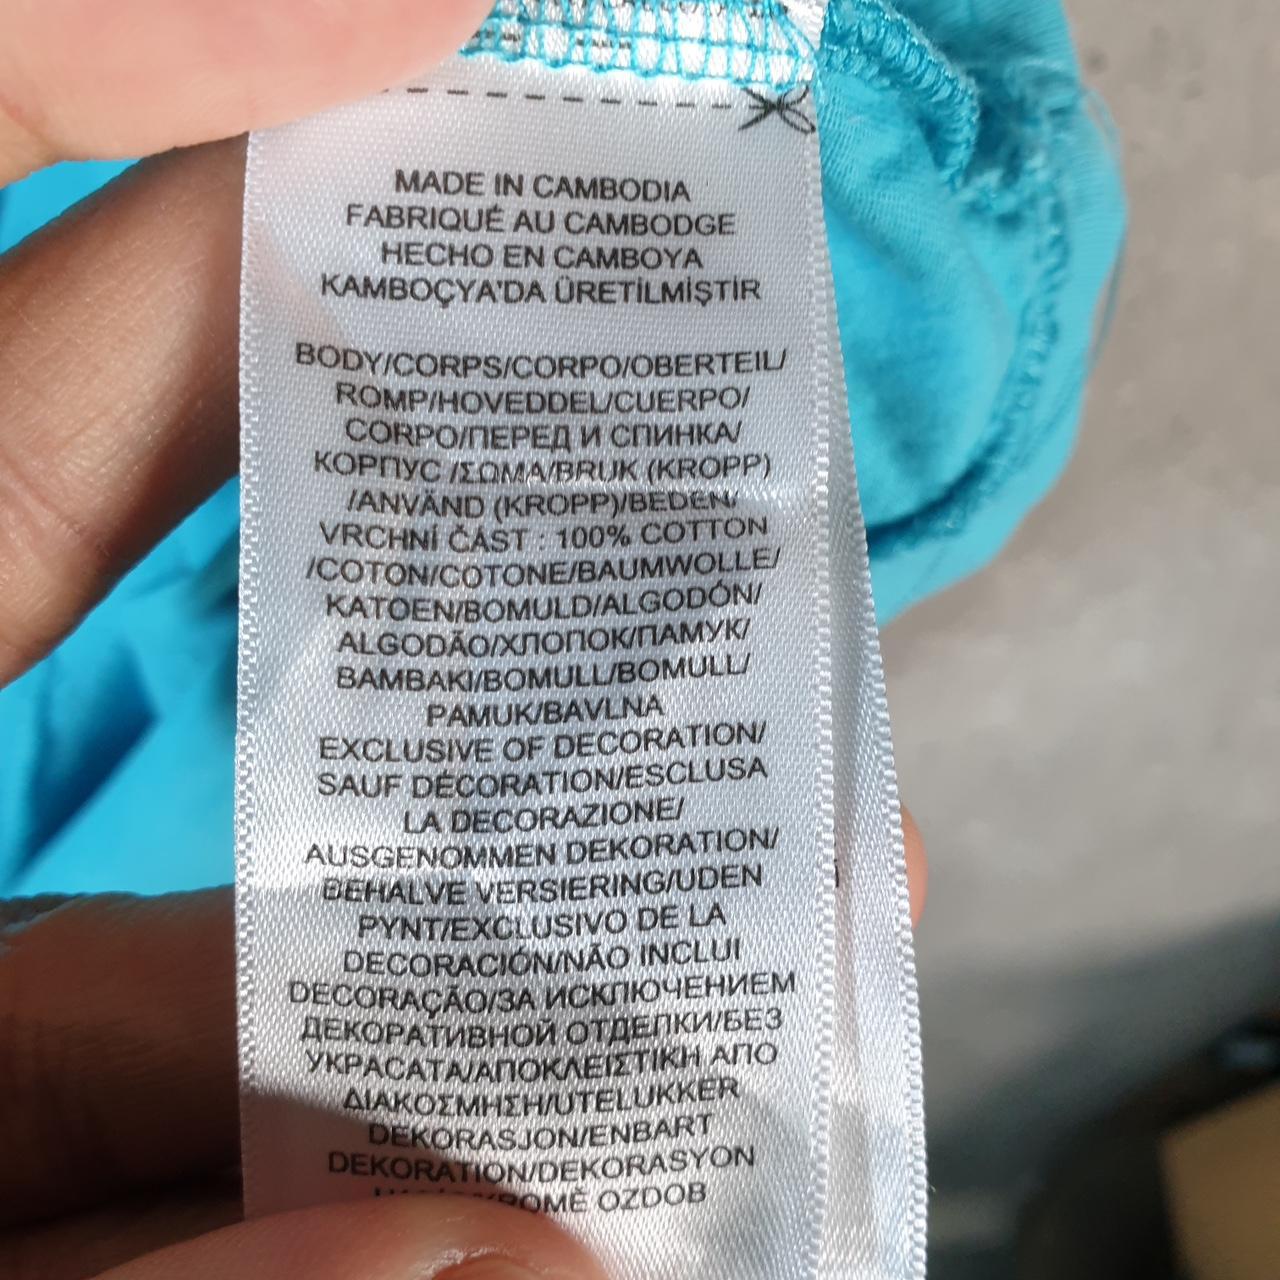 MADE IN CAMBODIA
FABRIQUÉ AU CAMBODGE
HECHO EN CAMBOYA
KAMBOÇYA'DA ÜRETİLMİŞTİR
BODY/CORPS/CORPO/OBERTEIL/
ROMP/HOVEDDEL/CUERPO/
CORPO/ПЕРЕД И СПИНКА/
КОРПУС /ΣΩΜΑ/BRUK (KROPP)
/ANVÄND (KROPP)/BEDEN/
VRCHNÍ ČÁST : 100% COTTON
/COTON/COTONE/BAUMWOLLE/
KATOEN/BOMULD/ALGODÓN/
ALGODÃO/ХЛОПОК/ПАМУК/
BAMBAKI/BOMULL/BOMULL/
PAMUK/BAVLNA
EXCLUSIVE OF DECORATION/
SAUF DÉCORATION/ESCLUSA
LA DECORAZIONE/
AUSGENOMMEN DEKORATION/
BEHALVE VERSIERING/UDEN
PYNT/EXCLUSIVO DE LA
DECORACIÓN/NÃO INCLUI
DECORAÇÃO/ЗА ИСКЛЮЧЕНИЕМ
ДЕКОРАТИВНОЙ ОТДЕЛКИ/БЕЗ
УКРАСАТА/ΑΠΟΚΛΕΙΣΤΙΚΗ ΑΠΟ
ΔΙΑΚΟΣΜΗΣΗ/UTELUKKER
DEKORASJON/ENBART
DEKORATION/DEKORASYON
OZDOB